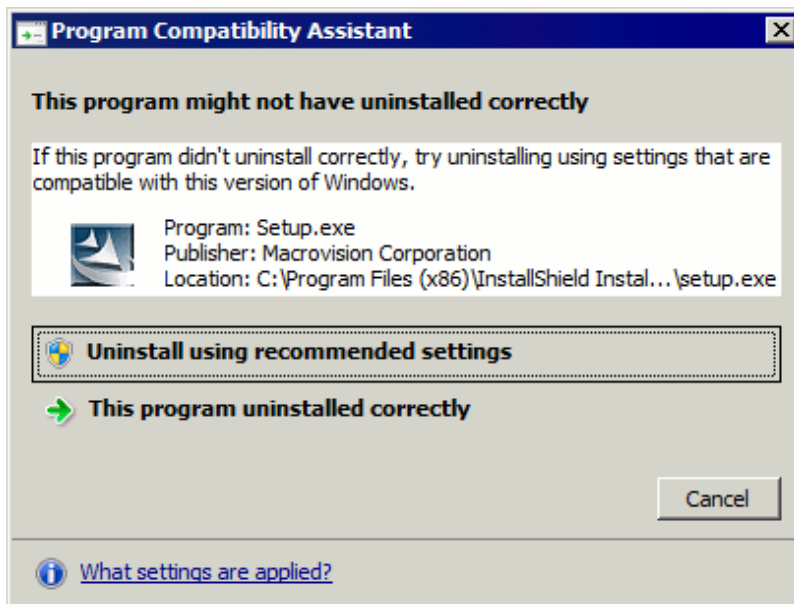 Program Compatibility Assistant
This program might not have uninstalled correctly
If this program didn't uninstall correctly, try uninstalling using settings that are
compatible with this version of Windows.
Program: Setup.exe
Publisher: Macrovision Corporation
Location: C:\Program Files (x86)\InstallShield Instal...\setup.exe
Uninstall using recommended settings
This program uninstalled correctly
Cancel
What settings are applied?